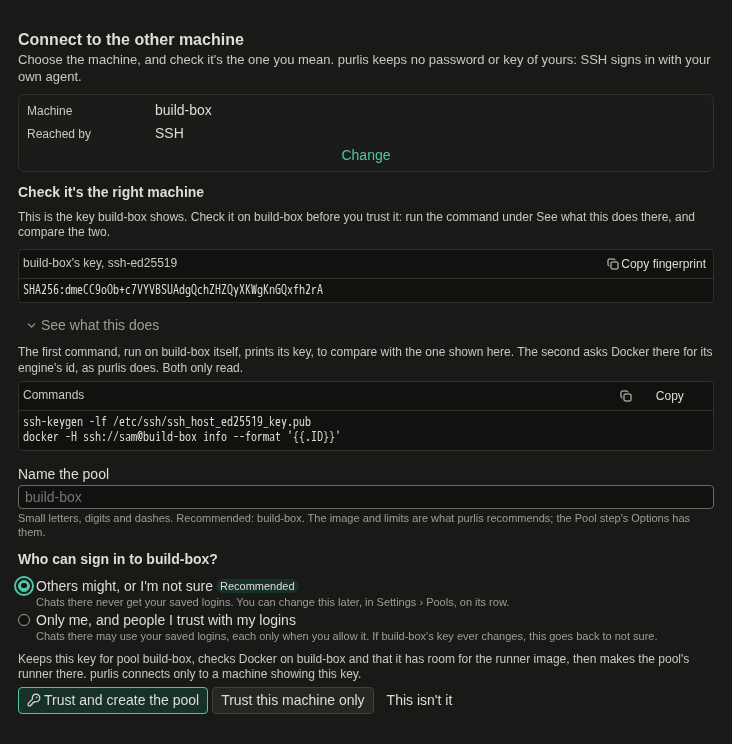 Connect to the other machine
Choose the machine, and check it's the one you mean. purlis keeps no password or key of yours: SSH signs in with your
own agent.
Machine build-box
Reached by SSH
Change
Check it's the right machine
This is the key build-box shows. Check it on build-box before you trust it: run the command under See what this does there, and
compare the two.
build-box's key, ssh-ed25519 Copy fingerprint
SHA256:dmeCC9oOb+c7VYVBSUAdgQchZHZQyXKWgKnGQxfh2rA
See what this does
The first command, run on build-box itself, prints its key, to compare with the one shown here. The second asks Docker there for its
engine's id, as purlis does. Both only read.
Commands Copy
ssh-keygen -lf /etc/ssh/ssh_host_ed25519_key.pub
docker -H ssh://sam@build-box info --format '{{.ID}}'
Name the pool
build-box
Small letters, digits and dashes. Recommended: build-box. The image and limits are what purlis recommends; the Pool step's Options has
them.
Who can sign in to build-box?
Others might, or I'm not sure Recommended
Chats there never get your saved logins. You can change this later, in Settings › Pools, on its row.
Only me, and people I trust with my logins
Chats there may use your saved logins, each only when you allow it. If build-box's key ever changes, this goes back to not sure.
Keeps this key for pool build-box, checks Docker on build-box and that it has room for the runner image, then makes the pool's
runner there. purlis connects only to a machine showing this key.
Trust and create the pool Trust this machine only This isn't it